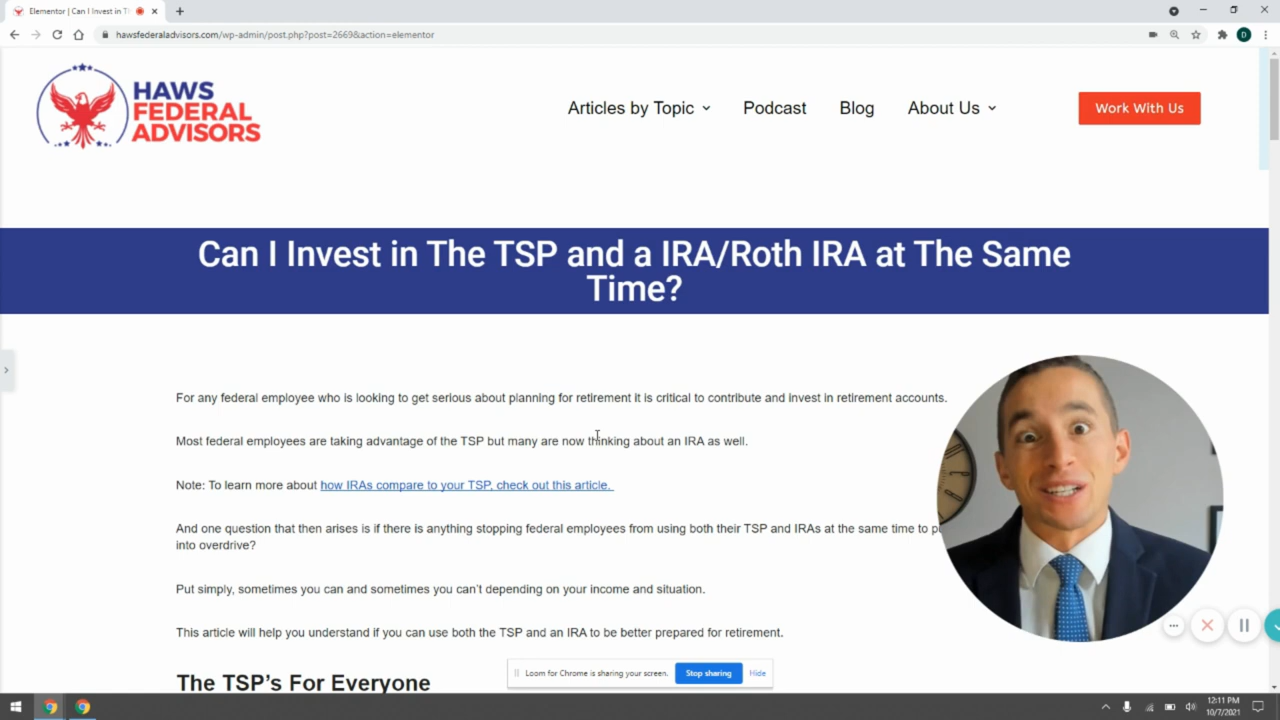 Elementor | Can I Invest in T
hawsfederaladvisors.com/wp-admin/post.php?post=2669&action=elementor
D
HAWS
FEDERAL
ADVISORS
Articles by Topic
Podcast
Blog
About Us
Work With Us
Can I Invest in The TSP and a IRA/Roth IRA at The Same
Time?
For any federal employee who is looking to get serious about planning for retirement it is critical to contribute and invest in retirement accounts.
Most federal employees are taking advantage of the TSP but many are now thinking about an IRA as well.
Note: To learn more about how IRAs compare to your TSP, check out this article.
And one question that then arises is if there is anything stopping federal employees from using both their TSP and IRAs at the same time to
into overdrive?
Put simply, sometimes you can and sometimes you can't depending on your income and situation.
This article will help you understand if you can use both the TSP and an IRA to be better prepared for retirement.
Loom for Chrome is sharing your screen.
Stop sharing
Hide
The TSP's For Everyone
12:11 PM
10/7/2021